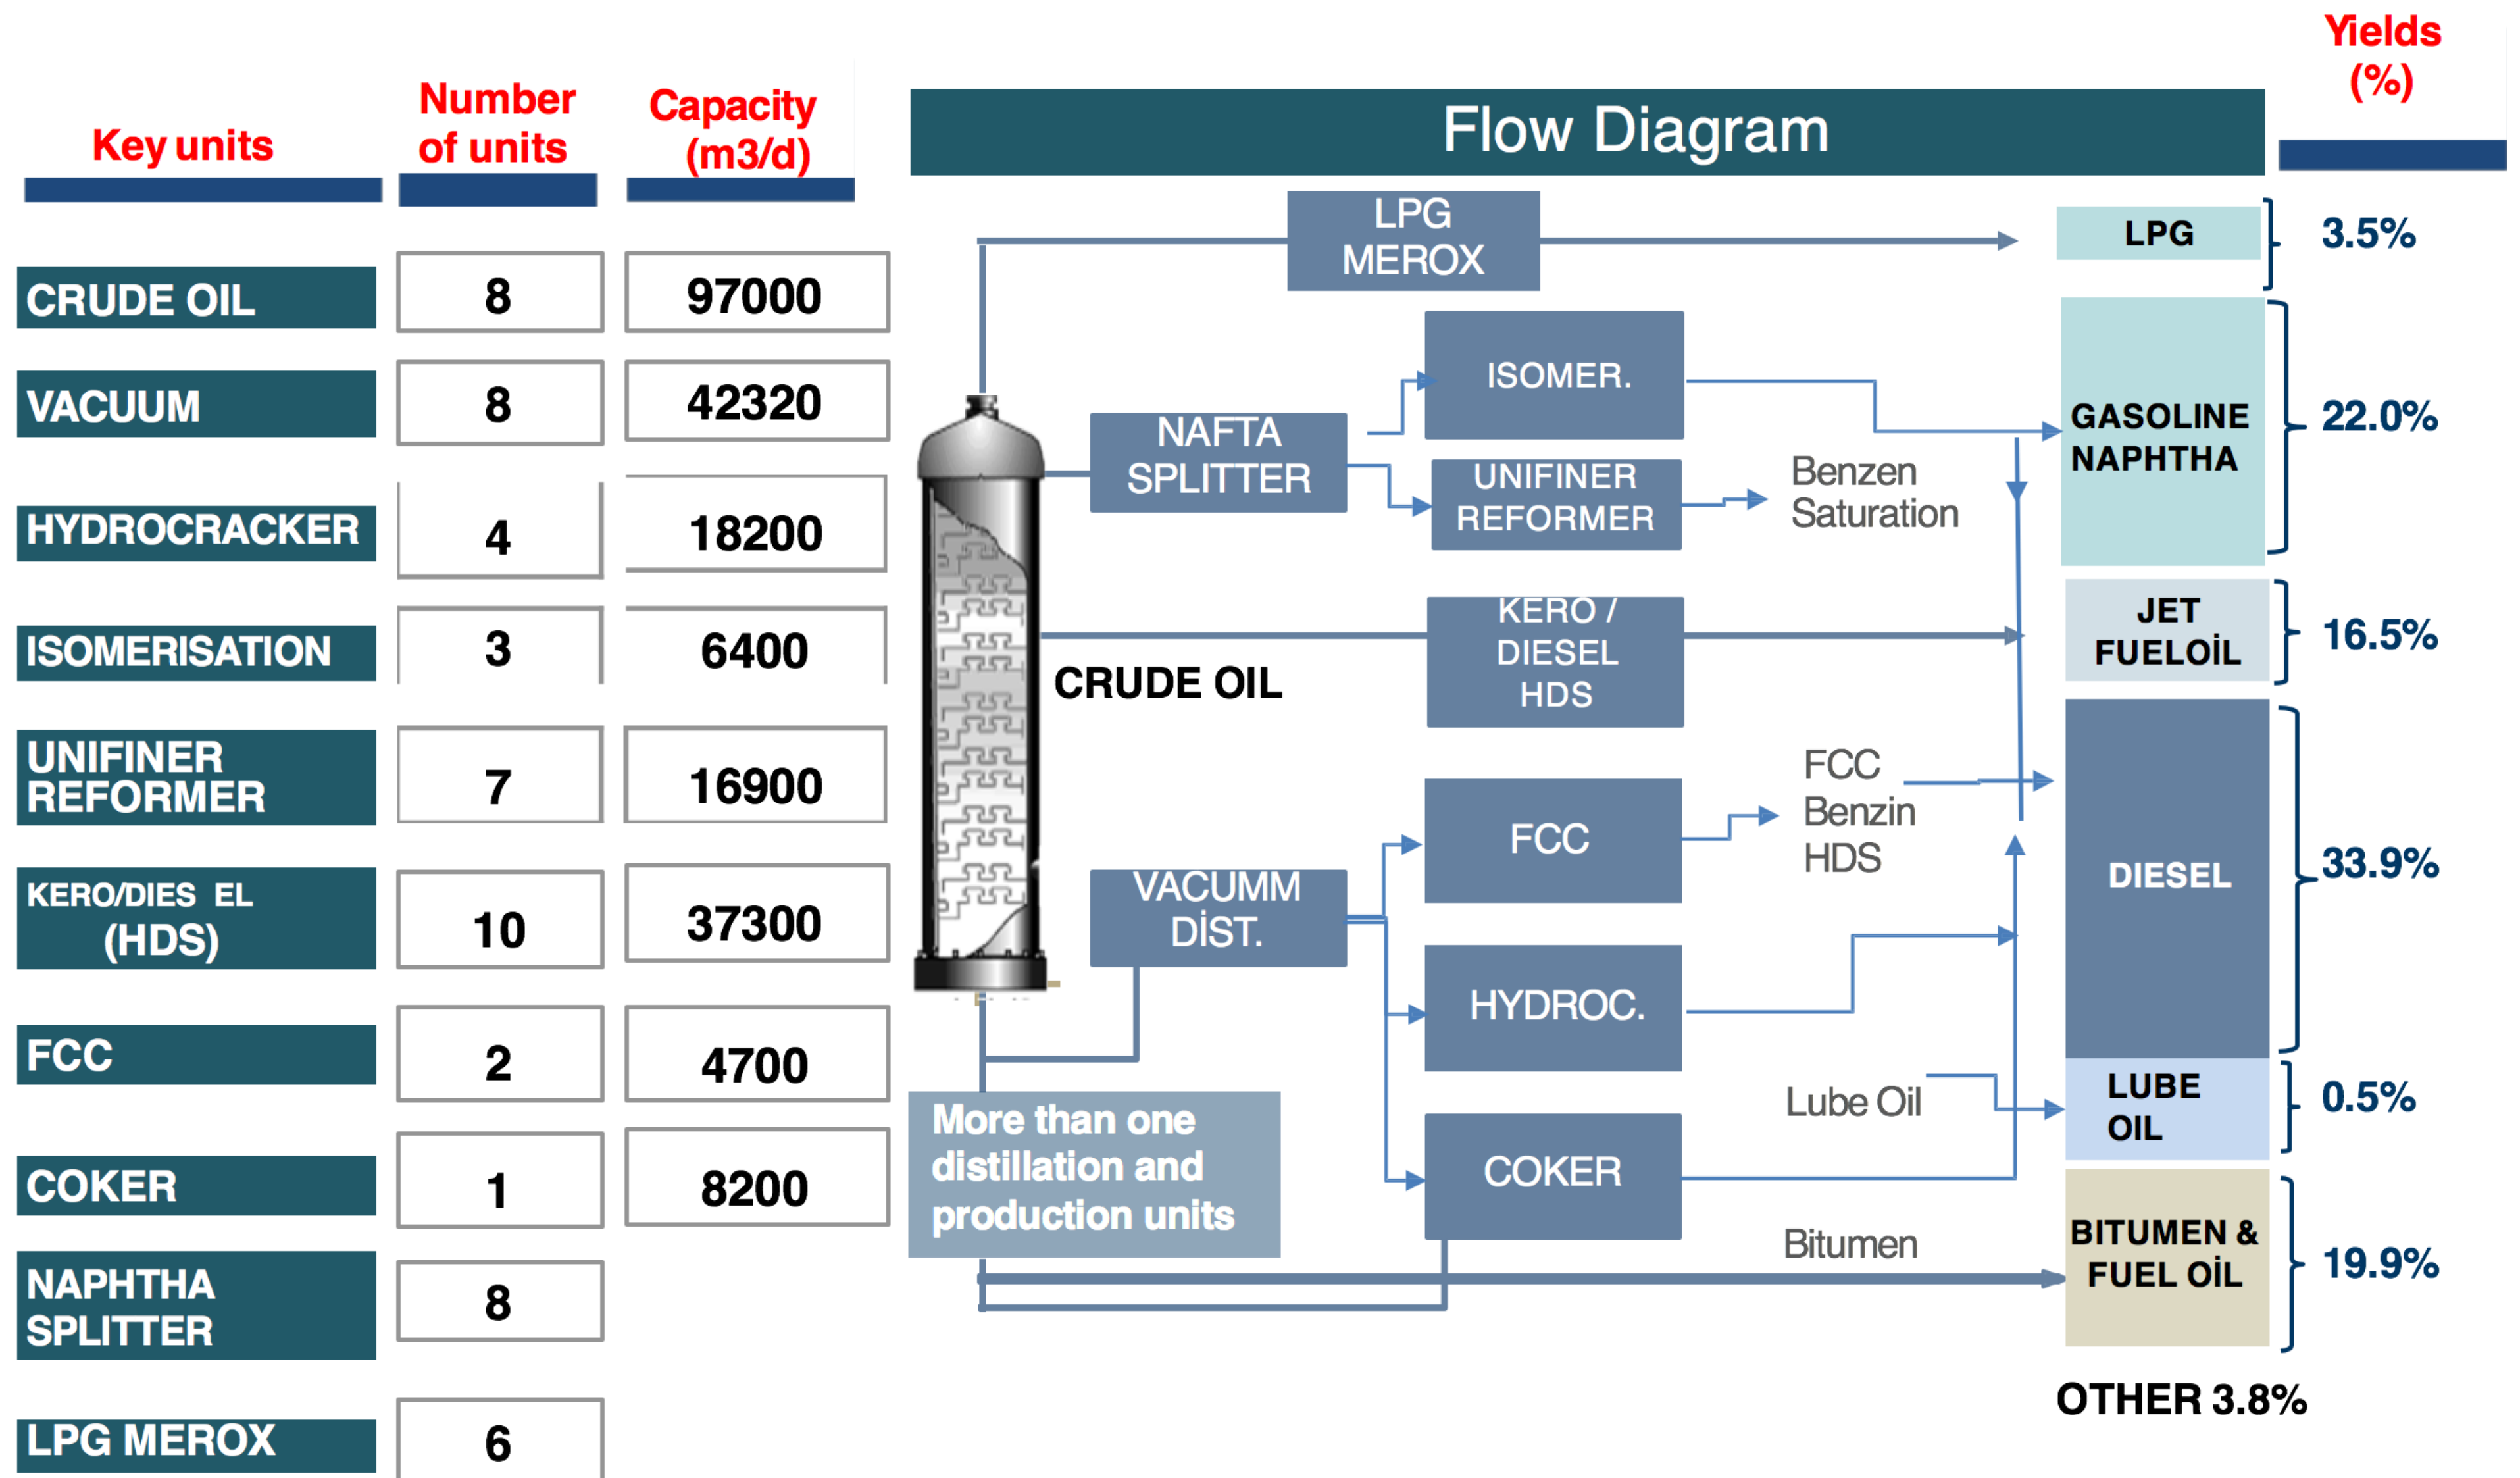 Key units
Number
of units
Capacity
(m3/d)
Flow Diagram
Yields
(%)
CRUDE OIL
8
97000
VACUUM
8
42320
HYDROCRACKER
4
18200
ISOMERISATION
3
6400
UNIFINER
REFORMER
7
16900
KERO/DIES EL
(HDS)
10
37300
FCC
2
4700
COKER
1
8200
NAPHTHA
SPLITTER
8
LPG MEROX
6
LPG
MEROX
NAFTA
SPLITTER
ISOMER.
UNIFINER
REFORMER
Benzen
Saturation
KERO /
DIESEL
HDS
CRUDE OIL
VACUMM
DİST.
FCC
FCC
Benzin
HDS
HYDROC.
Lube Oil
COKER
Bitumen
More than one
distillation and
production units
LPG
3.5%
GASOLINE
NAPHTHA
22.0%
JET
FUELOİL
16.5%
DIESEL
33.9%
LUBE
OIL
0.5%
BITUMEN &
FUEL OİL
19.9%
OTHER 3.8%